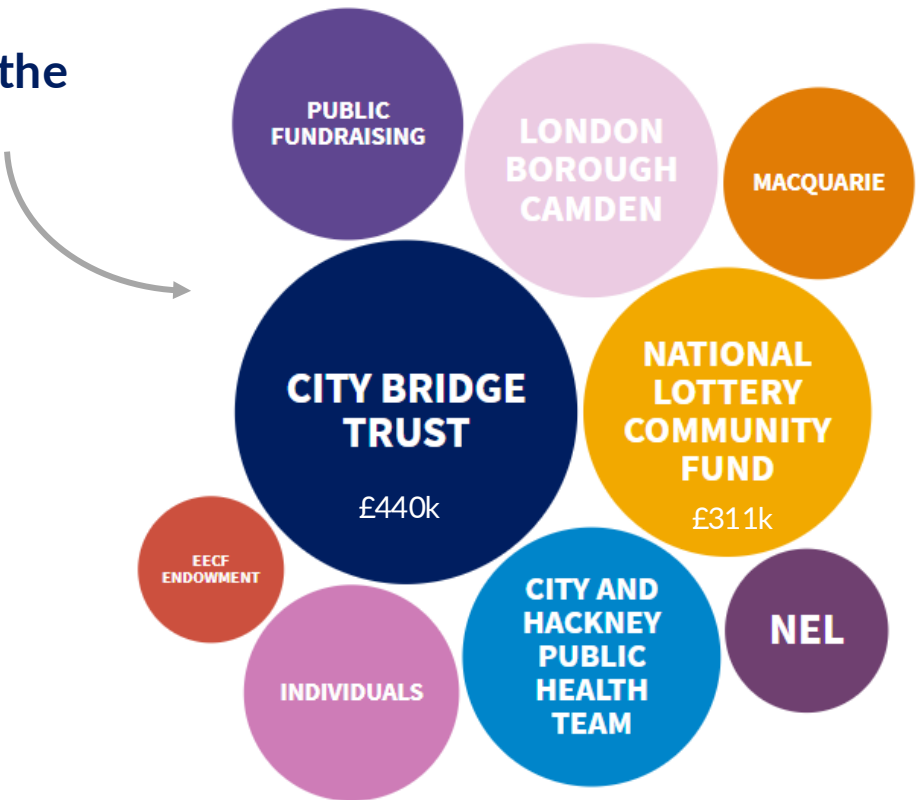 the
PUBLIC
FUNDRAISING
LONDON
BOROUGH
CAMDEN
MACQUARIE
CITY BRIDGE
TRUST
£440k
NATIONAL
LOTTERY
COMMUNITY
FUND
£311k
EECF
ENDOWMENT
INDIVIDUALS
CITY AND
HACKNEY
PUBLIC
HEALTH
TEAM
NEL